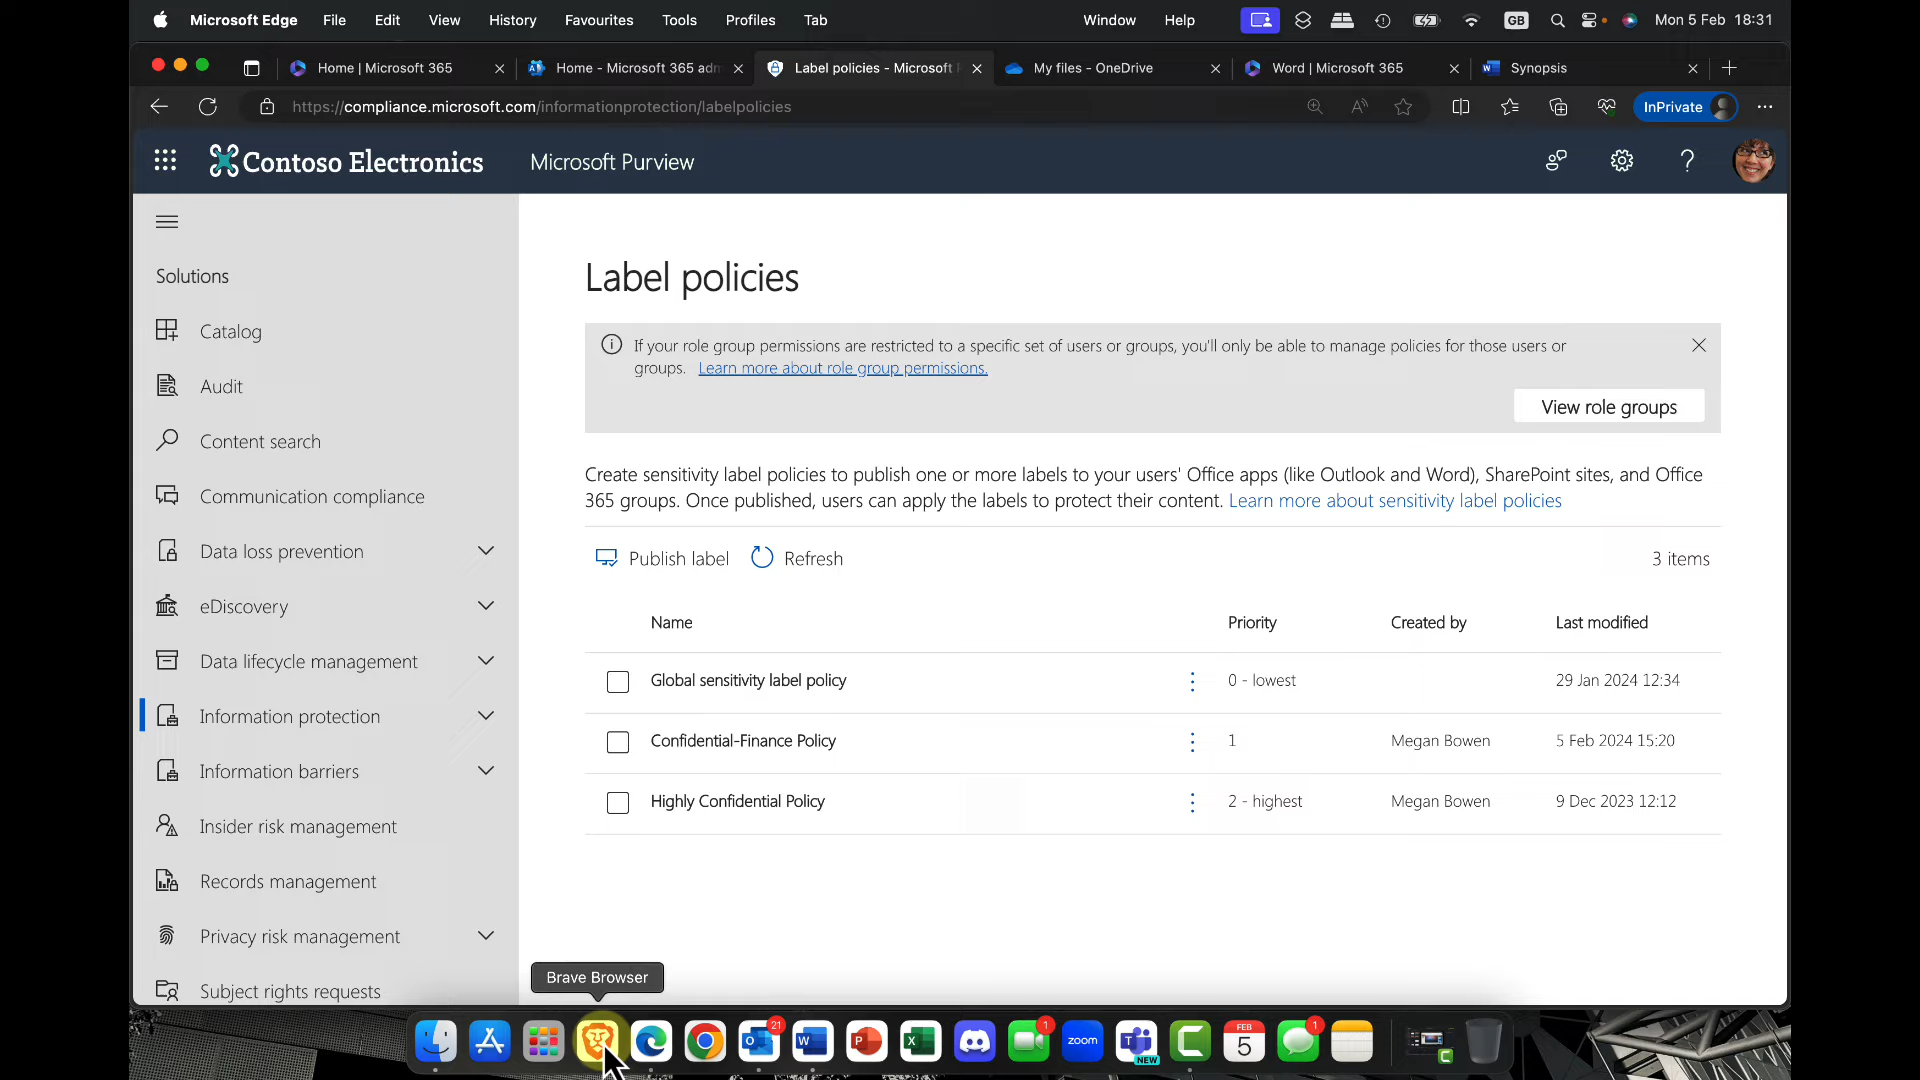 Microsoft Edge File Edit View History Favourites Tools Profiles Tab Window Help GB Mon 5 Feb 18:31
Home | Microsoft 365 Home - Microsoft 365 adm Label policies - Microsoft My files - OneDrive Word | Microsoft 365 Synopsis
https://compliance.microsoft.com/informationprotection/labelpolicies InPrivate
Contoso Electronics Microsoft Purview
Solutions
Catalog
Audit
Content search
Communication compliance
Data loss prevention
eDiscovery
Data lifecycle management
Information protection
Information barriers
Insider risk management
Records management
Privacy risk management
Subject rights requests
Label policies
If your role group permissions are restricted to a specific set of users or groups, you'll only be able to manage policies for those users or
groups. Learn more about role group permissions.
View role groups
Create sensitivity label policies to publish one or more labels to your users' Office apps (like Outlook and Word), SharePoint sites, and Office
365 groups. Once published, users can apply the labels to protect their content. Learn more about sensitivity label policies
Publish label Refresh 3 items
Name Priority Created by Last modified
Global sensitivity label policy 0 - lowest 29 Jan 2024 12:34
Confidential-Finance Policy 1 Megan Bowen 5 Feb 2024 15:20
Highly Confidential Policy 2 - highest Megan Bowen 9 Dec 2023 12:12
Brave Browser
21 1 zoom NEW FEB 5 1